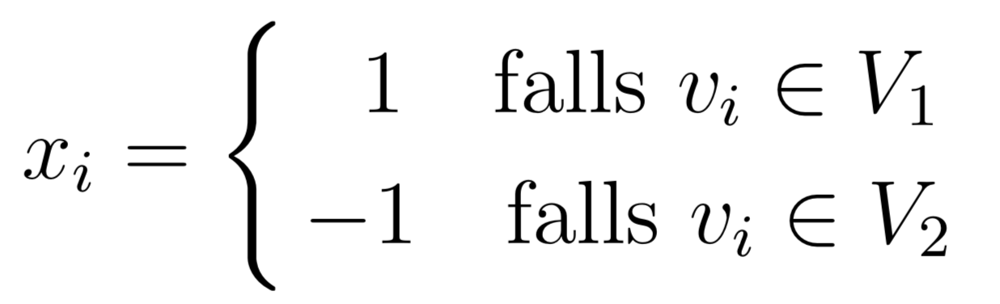 x_i = { 1 falls v_i ∈ V_1
−1 falls v_i ∈ V_2